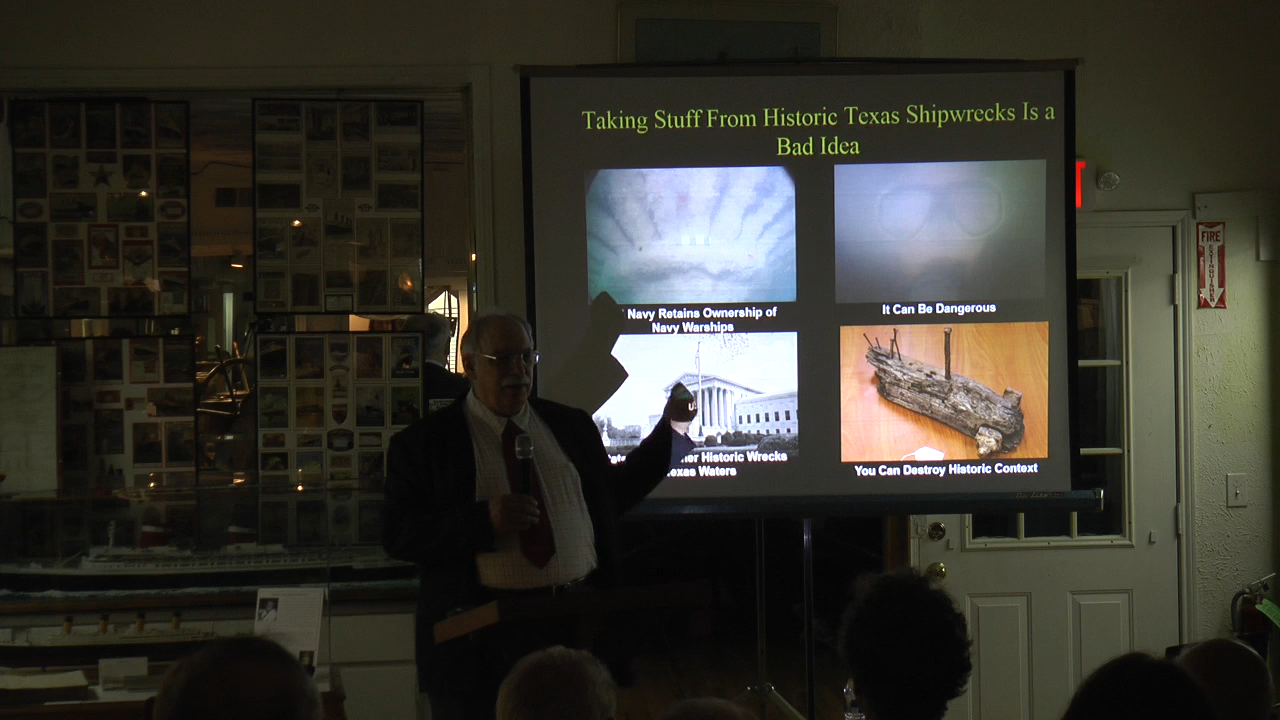 Taking Stuff From Historic Texas Shipwrecks Is a
Bad Idea
Navy Retains Ownership of
Navy Warships
It Can Be Dangerous
Historic Wrecks
Waters
You Can Destroy Historic Context
FIRE
EXTINGUISHER